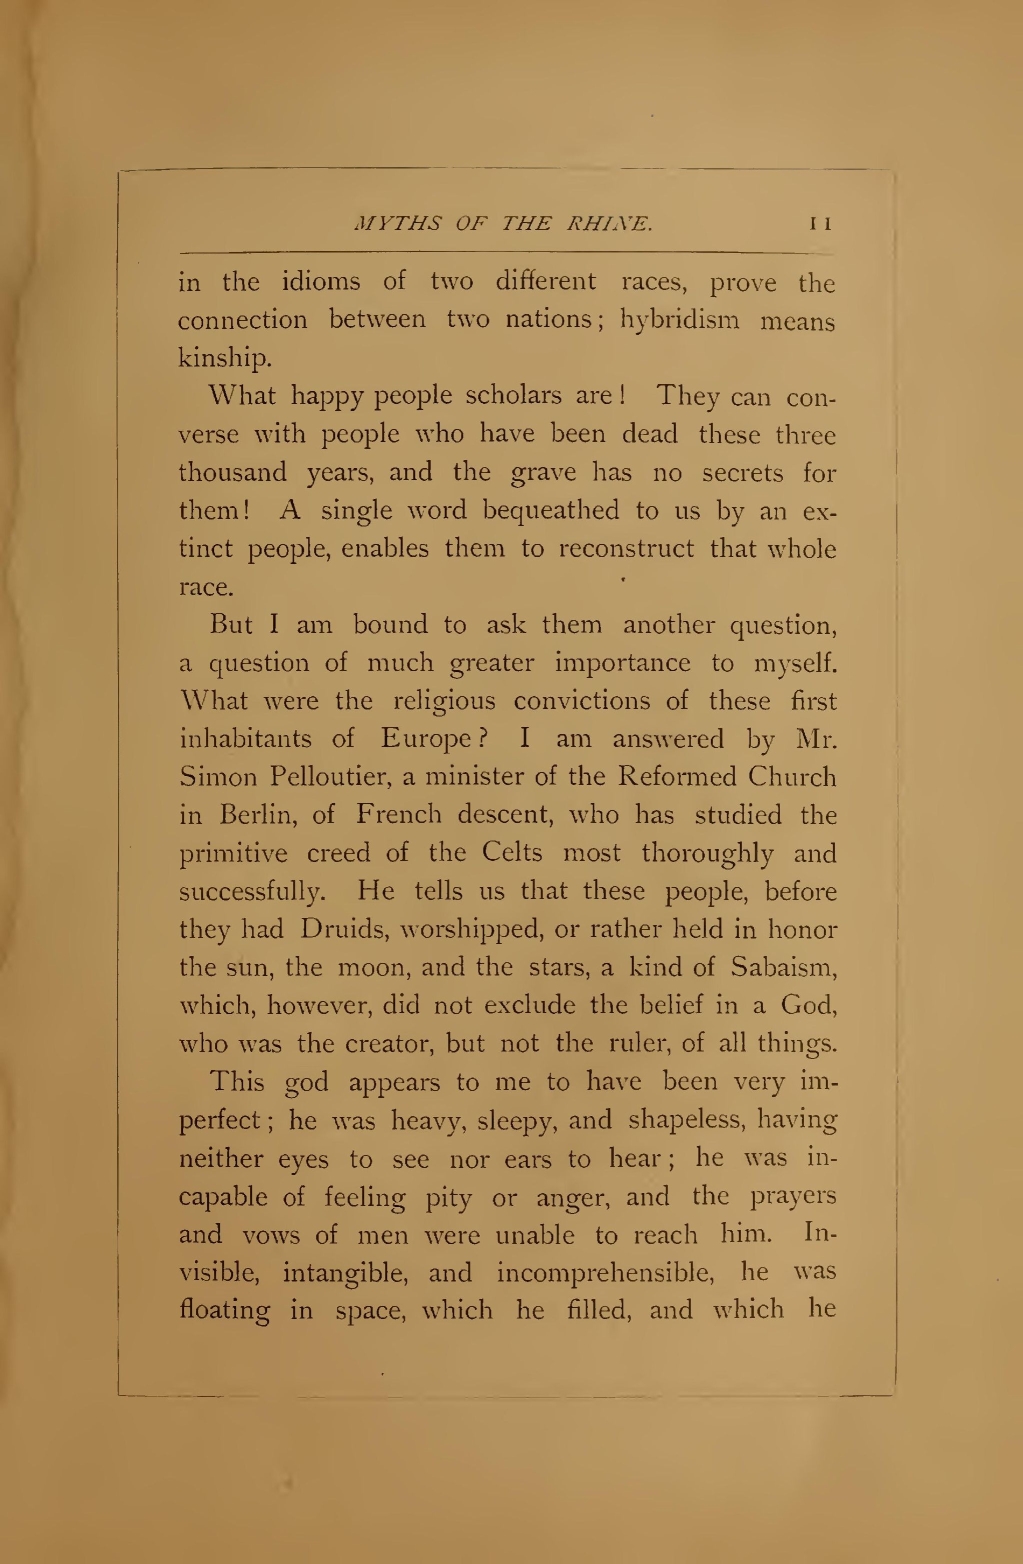 MYTHS OF THE RHINE. 11
in the idioms of two different races, prove the
connection between two nations; hybridism means
kinship.
What happy people scholars are! They can con-
verse with people who have been dead these three
thousand years, and the grave has no secrets for
them! A single word bequeathed to us by an ex-
tinct people, enables them to reconstruct that whole
race.
But I am bound to ask them another question,
a question of much greater importance to myself.
What were the religious convictions of these first
inhabitants of Europe? I am answered by Mr.
Simon Pelloutier, a minister of the Reformed Church
in Berlin, of French descent, who has studied the
primitive creed of the Celts most thoroughly and
successfully. He tells us that these people, before
they had Druids, worshipped, or rather held in honor
the sun, the moon, and the stars, a kind of Sabaism,
which, however, did not exclude the belief in a God,
who was the creator, but not the ruler, of all things.
This god appears to me to have been very im-
perfect; he was heavy, sleepy, and shapeless, having
neither eyes to see nor ears to hear; he was in-
capable of feeling pity or anger, and the prayers
and vows of men were unable to reach him. In-
visible, intangible, and incomprehensible, he was
floating in space, which he filled, and which he